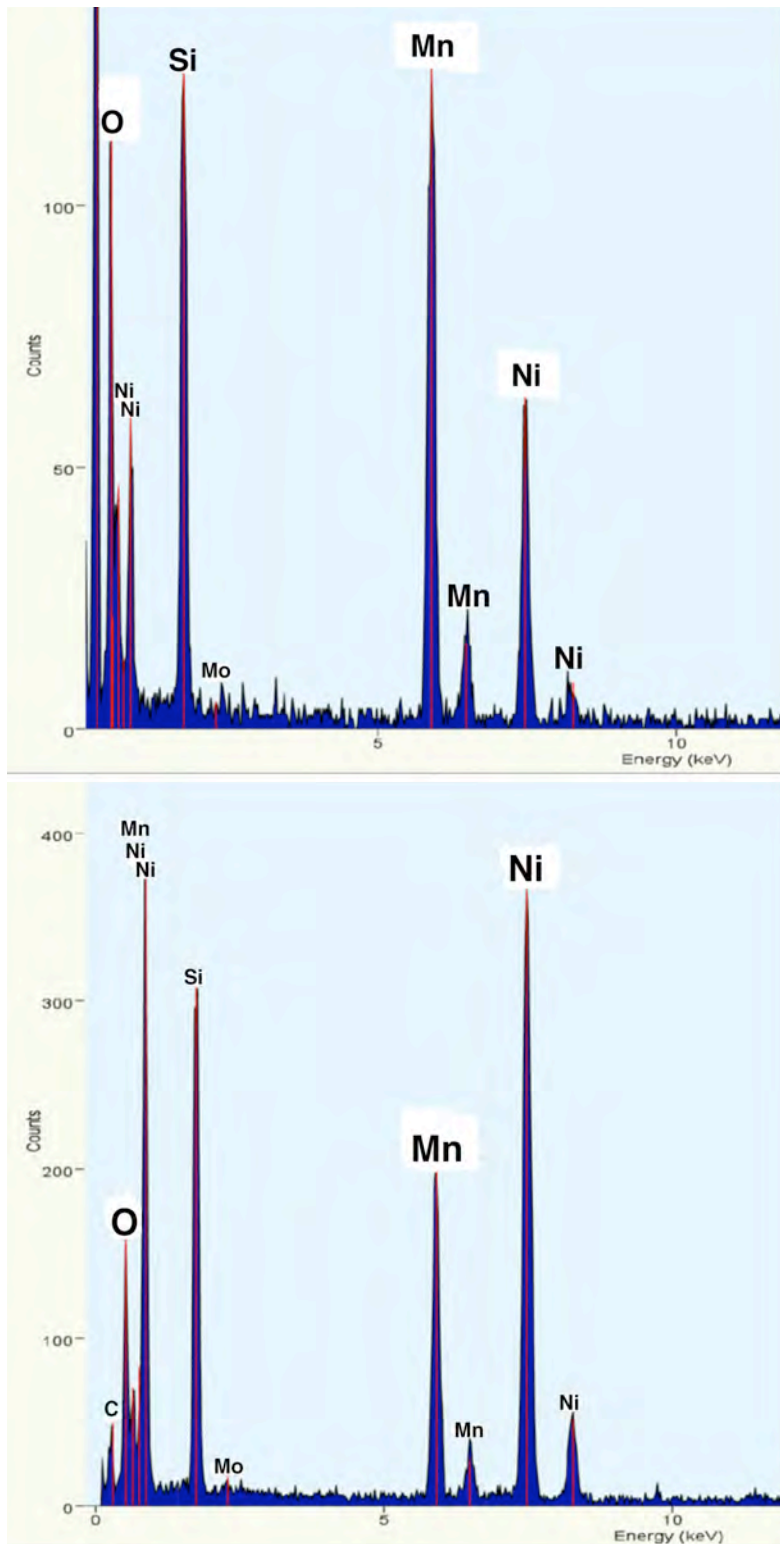 Mn
Si
O
100
Counts
Ni
Ni
Ni
50
Mn
Ni
Mo
0
5
10
Energy (keV)
Mn
400
Ni
Ni
Ni
Si
300
Counts
Mn
200
O
100
C
Ni
Mn
Mo
0
0
5
10
Energy (keV)